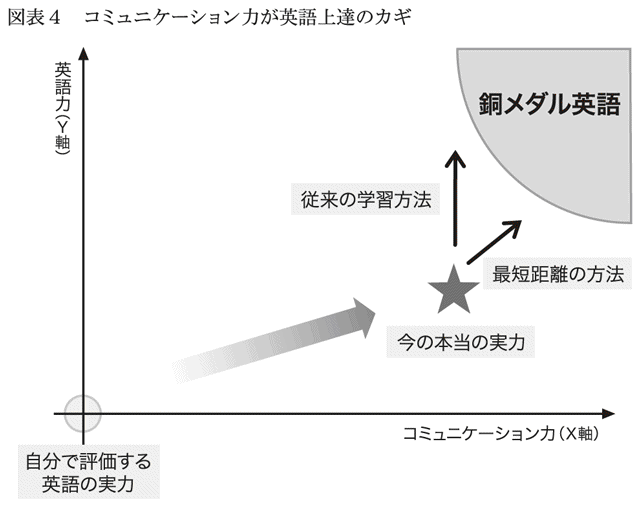 図表4　コミュニケーション力が英語上達のカギ
英語力(Y軸)
銅メダル英語
従来の学習方法
最短距離の方法
今の本当の実力
コミュニケーション力(X軸)
自分で評価する
英語の実力